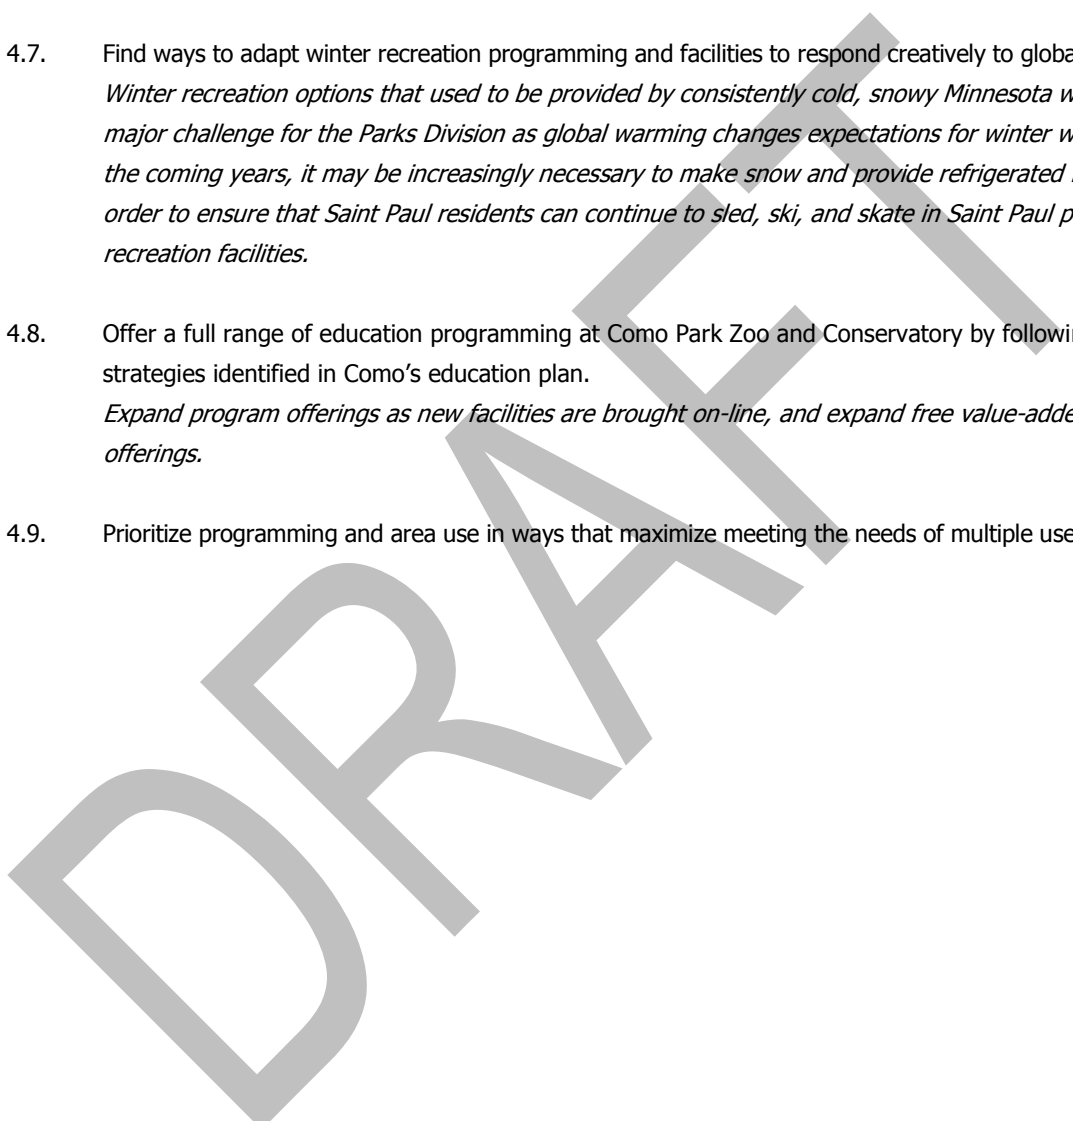 4.7. Find ways to adapt winter recreation programming and facilities to respond creatively to
Winter recreation options that used to be provided by consistently cold, snowy Minnesota
major challenge for the Parks Division as global warming changes expectations for winter
the coming years, it may be increasingly necessary to make snow and provide refrigerated
order to ensure that Saint Paul residents can continue to sled, ski, and skate in Saint Paul
recreation facilities.
4.8. Offer a full range of education programming at Como Park Zoo and Conservatory by
strategies identified in Como’s education plan.
Expand program offerings as new facilities are brought on-line, and expand free
offerings.
4.9. Prioritize programming and area use in ways that maximize meeting the needs of multiple
DRAFT